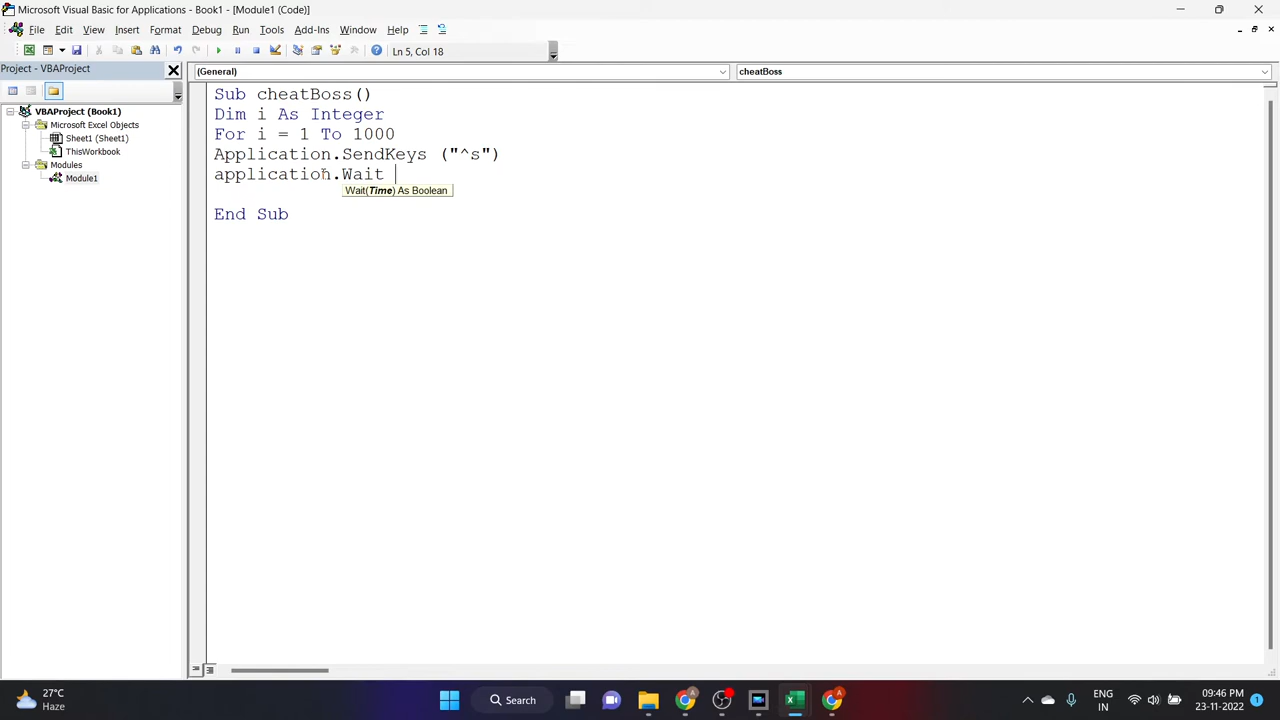 Microsoft Visual Basic for Applications - Book1 - [Module1 (Code)]
File Edit View Insert Format Debug Run Tools Add-Ins Window Help
Ln 5, Col 18
Project - VBAProject
(General)
cheatBoss
VBAProject (Book1)
Microsoft Excel Objects
Sheet1 (Sheet1)
ThisWorkbook
Modules
Module1
Sub cheatBoss()
Dim i As Integer
For i = 1 To 1000
Application.SendKeys ("^s")
application.Wait
Wait(Time) As Boolean
End Sub
27°C
Haze
Search
ENG
IN
09:46 PM
23-11-2022
1